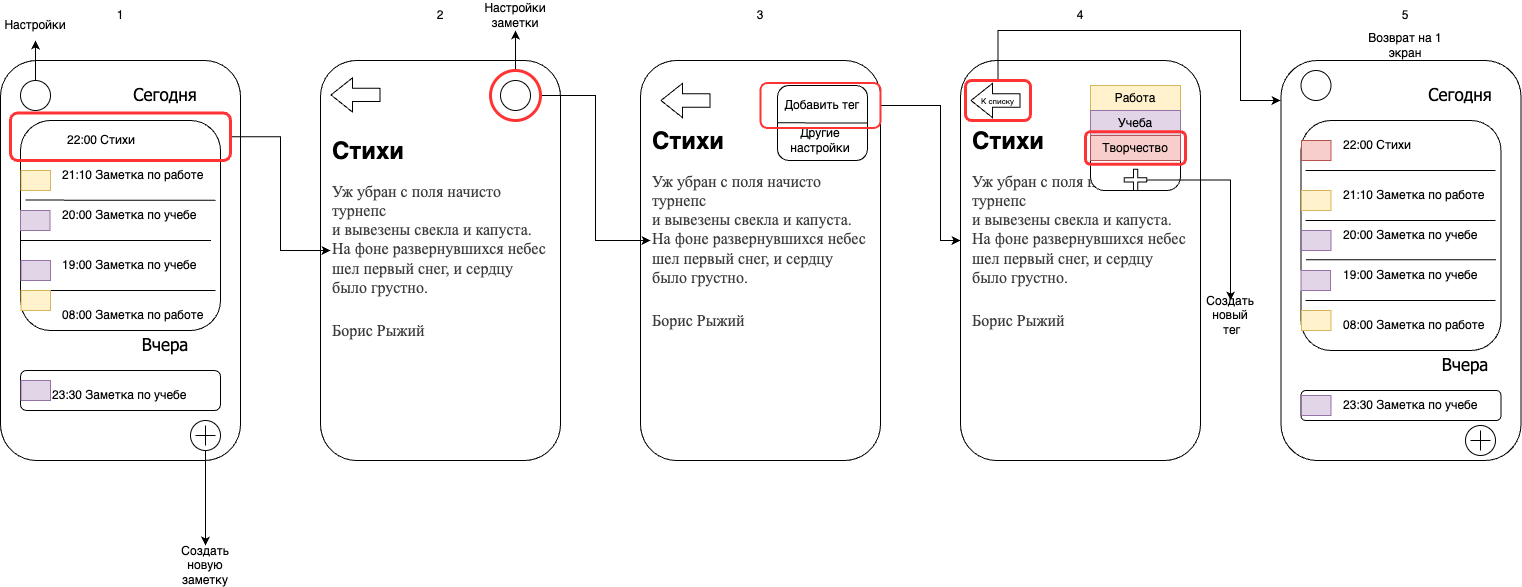 1
Настройки
Сегодня
22:00 Стихи
21:10 Заметка по работе
20:00 Заметка по учебе
19:00 Заметка по учебе
08:00 Заметка по работе
Вчера
23:30 Заметка по учебе
Создать
новую
заметку
2
Настройки
заметки
Стихи
Уж убран с поля начисто
турнепс
и вывезены свекла и капуста.
На фоне развернувшихся небес
шел первый снег, и сердцу
было грустно.
Борис Рыжий
3
Добавить тег
Другие
настройки
Стихи
Уж убран с поля начисто
турнепс
и вывезены свекла и капуста.
На фоне развернувшихся небес
шел первый снег, и сердцу
было грустно.
Борис Рыжий
4
К списку
Работа
Учеба
Творчество
Стихи
Уж убран с поля
турнепс
и вывезены свекла и капуста.
На фоне развернувшихся небес
шел первый снег, и сердцу
было грустно.
Борис Рыжий
Создать
новый
тег
5
Возврат на 1
экран
Сегодня
22:00 Стихи
21:10 Заметка по работе
20:00 Заметка по учебе
19:00 Заметка по учебе
08:00 Заметка по работе
Вчера
23:30 Заметка по учебе